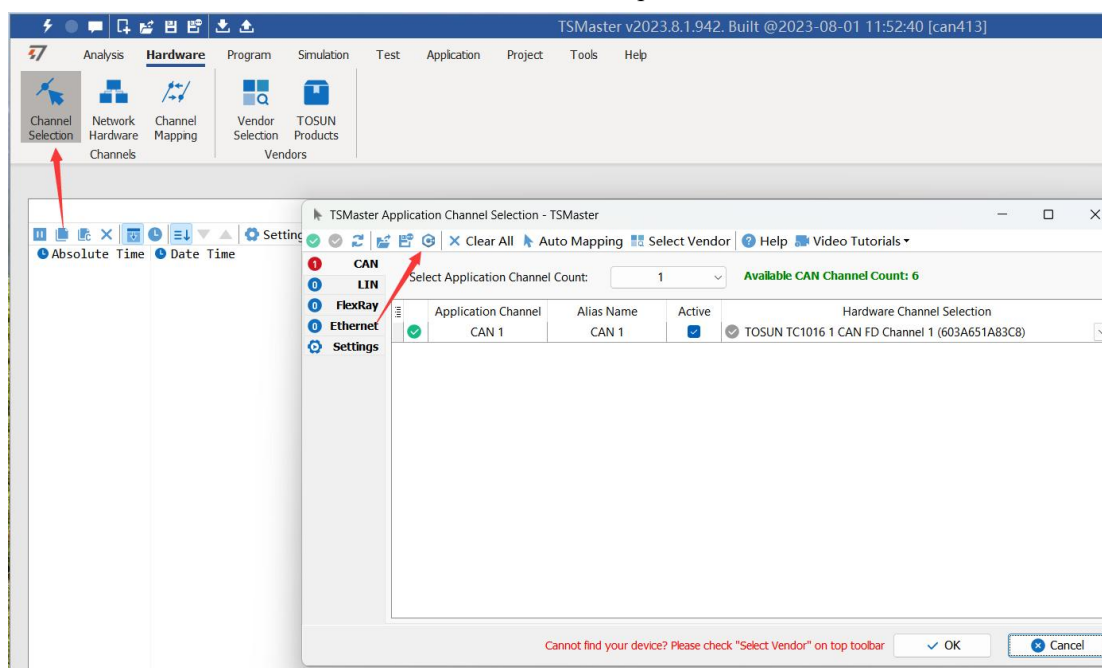 TSMaster v2023.8.1.942. Built @2023-08-01 11:52:40 [can413]
Analysis Hardware Program Simulation Test Application Project Tools Help
Channel Selection
Network Hardware
Channel Mapping
Vendor Selection
TOSUN Products
Channels
Vendors
TSMaster Application Channel Selection - TSMaster
Setting
Clear All Auto Mapping Select Vendor Help Video Tutorials
Absolute Time Date Time
1 CAN
0 LIN
0 FlexRay
0 Ethernet
Settings
Select Application Channel Count: 1 Available CAN Channel Count: 6
Application Channel Alias Name Active Hardware Channel Selection
CAN 1 CAN 1 TOSUN TC1016 1 CAN FD Channel 1 (603A651A83C8)
Cannot find your device? Please check "Select Vendor" on top toolbar
OK
Cancel